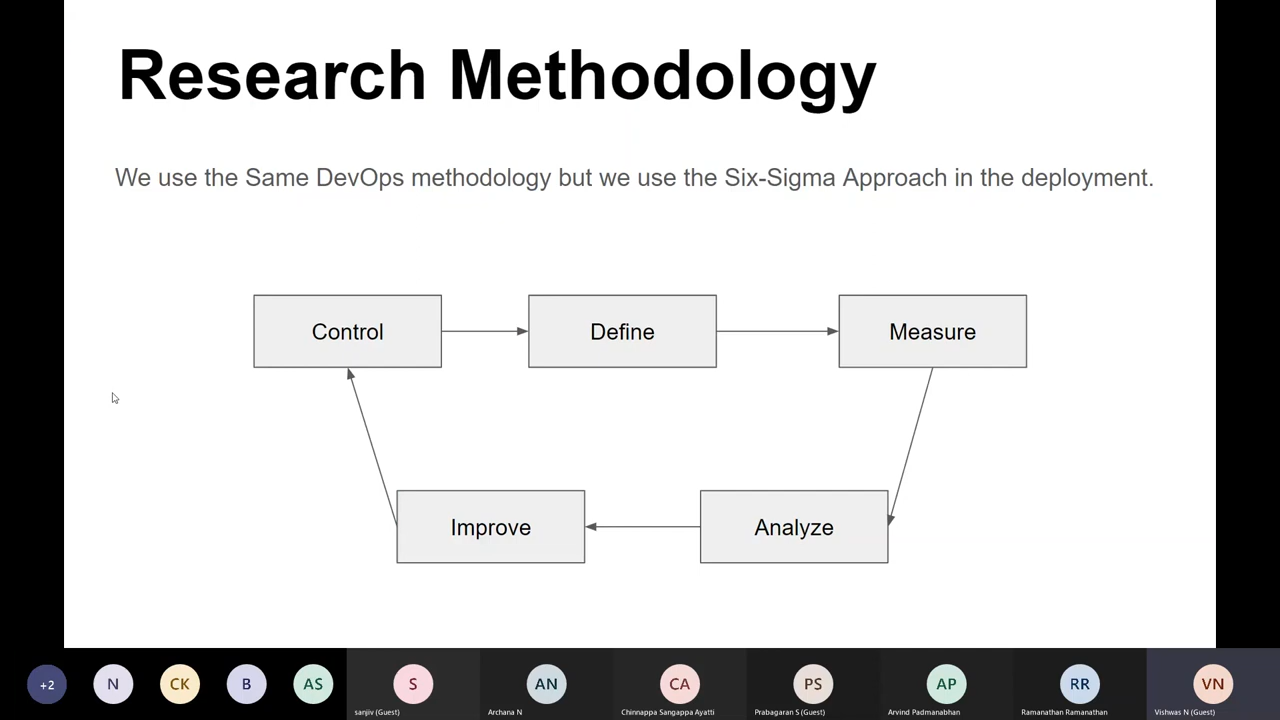 Research Methodology
We use the Same DevOps methodology but we use the Six-Sigma Approach in the deployment.
Control
Define
Measure
Improve
Analyze
+2
N
CK
B
AS
S
AN
CA
PS
AP
RR
VN
sanjiv (Guest)
Archana N
Chinnappa Sangappa Ayatti
Prabagaran S (Guest)
Arvind Padmanabhan
Ramanathan Ramanathan
Vishwas N (Guest)